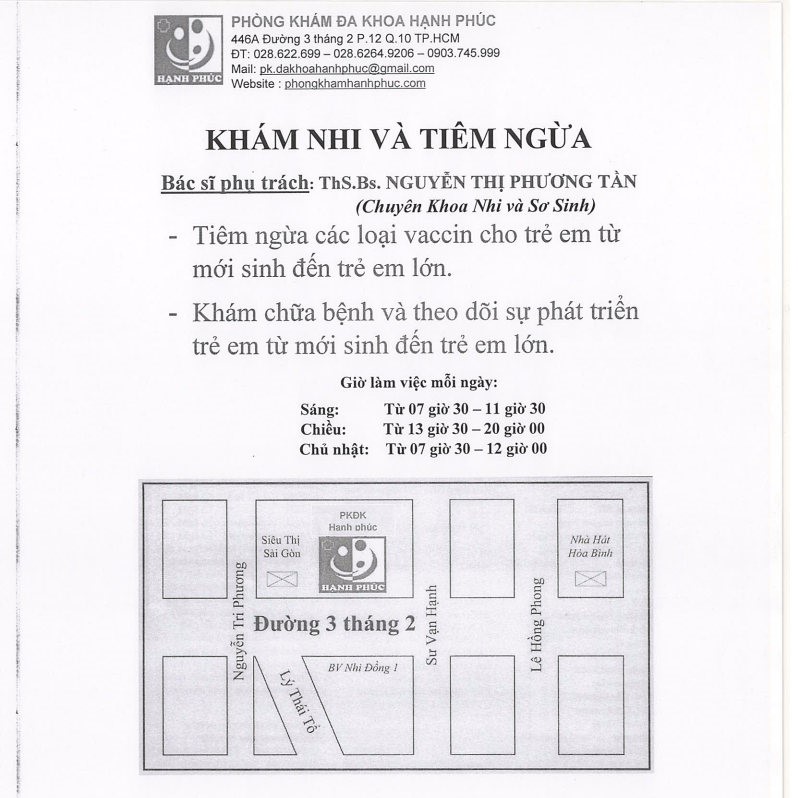 PHÒNG KHÁM ĐA KHOA HẠNH PHÚC
446A Đường 3 tháng 2 P.12 Q.10 TP.HCM
ĐT: 028.622.699 – 028.6264.9206 – 0903.745.999
Mail: pk.dakhoahanhphuc@gmail.com
Website : phongkhamhanhphuc.com
HẠNH PHÚC
KHÁM NHI VÀ TIÊM NGỪA
Bác sĩ phụ trách: ThS.Bs. NGUYỄN THỊ PHƯƠNG TÂN
(Chuyên Khoa Nhi và Sơ Sinh)
- Tiêm ngừa các loại vaccin cho trẻ em từ
mới sinh đến trẻ em lớn.
- Khám chữa bệnh và theo dõi sự phát triển
trẻ em từ mới sinh đến trẻ em lớn.
Giờ làm việc mỗi ngày:
Sáng: Từ 07 giờ 30 – 11 giờ 30
Chiều: Từ 13 giờ 30 – 20 giờ 00
Chủ nhật: Từ 07 giờ 30 – 12 giờ 00
PKĐK
Hạnh phúc
Siêu Thị
Sài Gòn
HẠNH PHÚC
Nhà Hát
Hòa Bình
Nguyễn Tri Phương
Đường 3 tháng 2
Sư Vạn Hạnh
Lê Hồng Phong
Lý Thái Tổ
BV Nhi Đồng 1